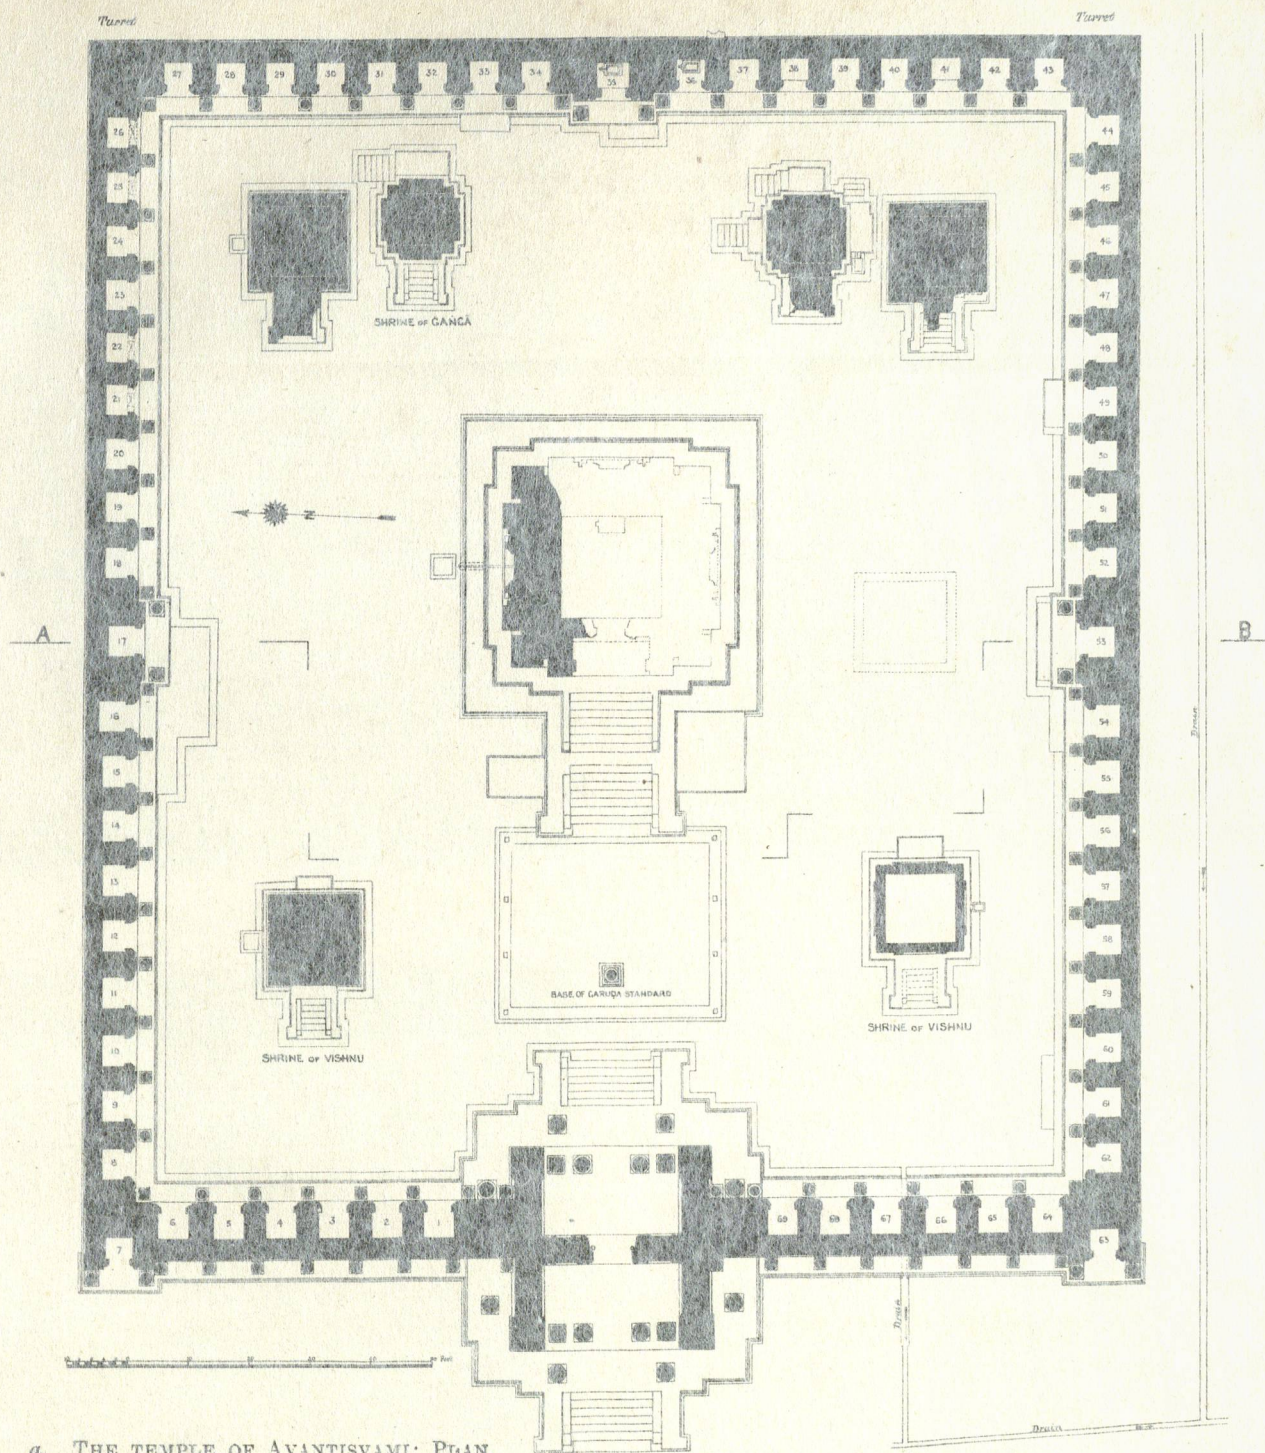 Turret
Turret
27 28 29 30 31 32 33 34 35 36 37 38 39 40 41 42 43
26 44
25 45
24 46
23 47
SHRINE OF GAṄGĀ
22 48
21 49
20 50
19 51
N
18 52
A 17 53 B
16 54
Drain
15 55
14 56
13 57
12 58
11 59
BASE OF GARUḌA STANDARD
SHRINE OF VISHNU
10 60
SHRINE OF VISHNU
9 61
8 62
6 5 4 3 2 1 69 68 67 66 65 64
7 63
Drain
Feet
Drain
a. THE TEMPLE OF AVANTISVAMI: PLAN